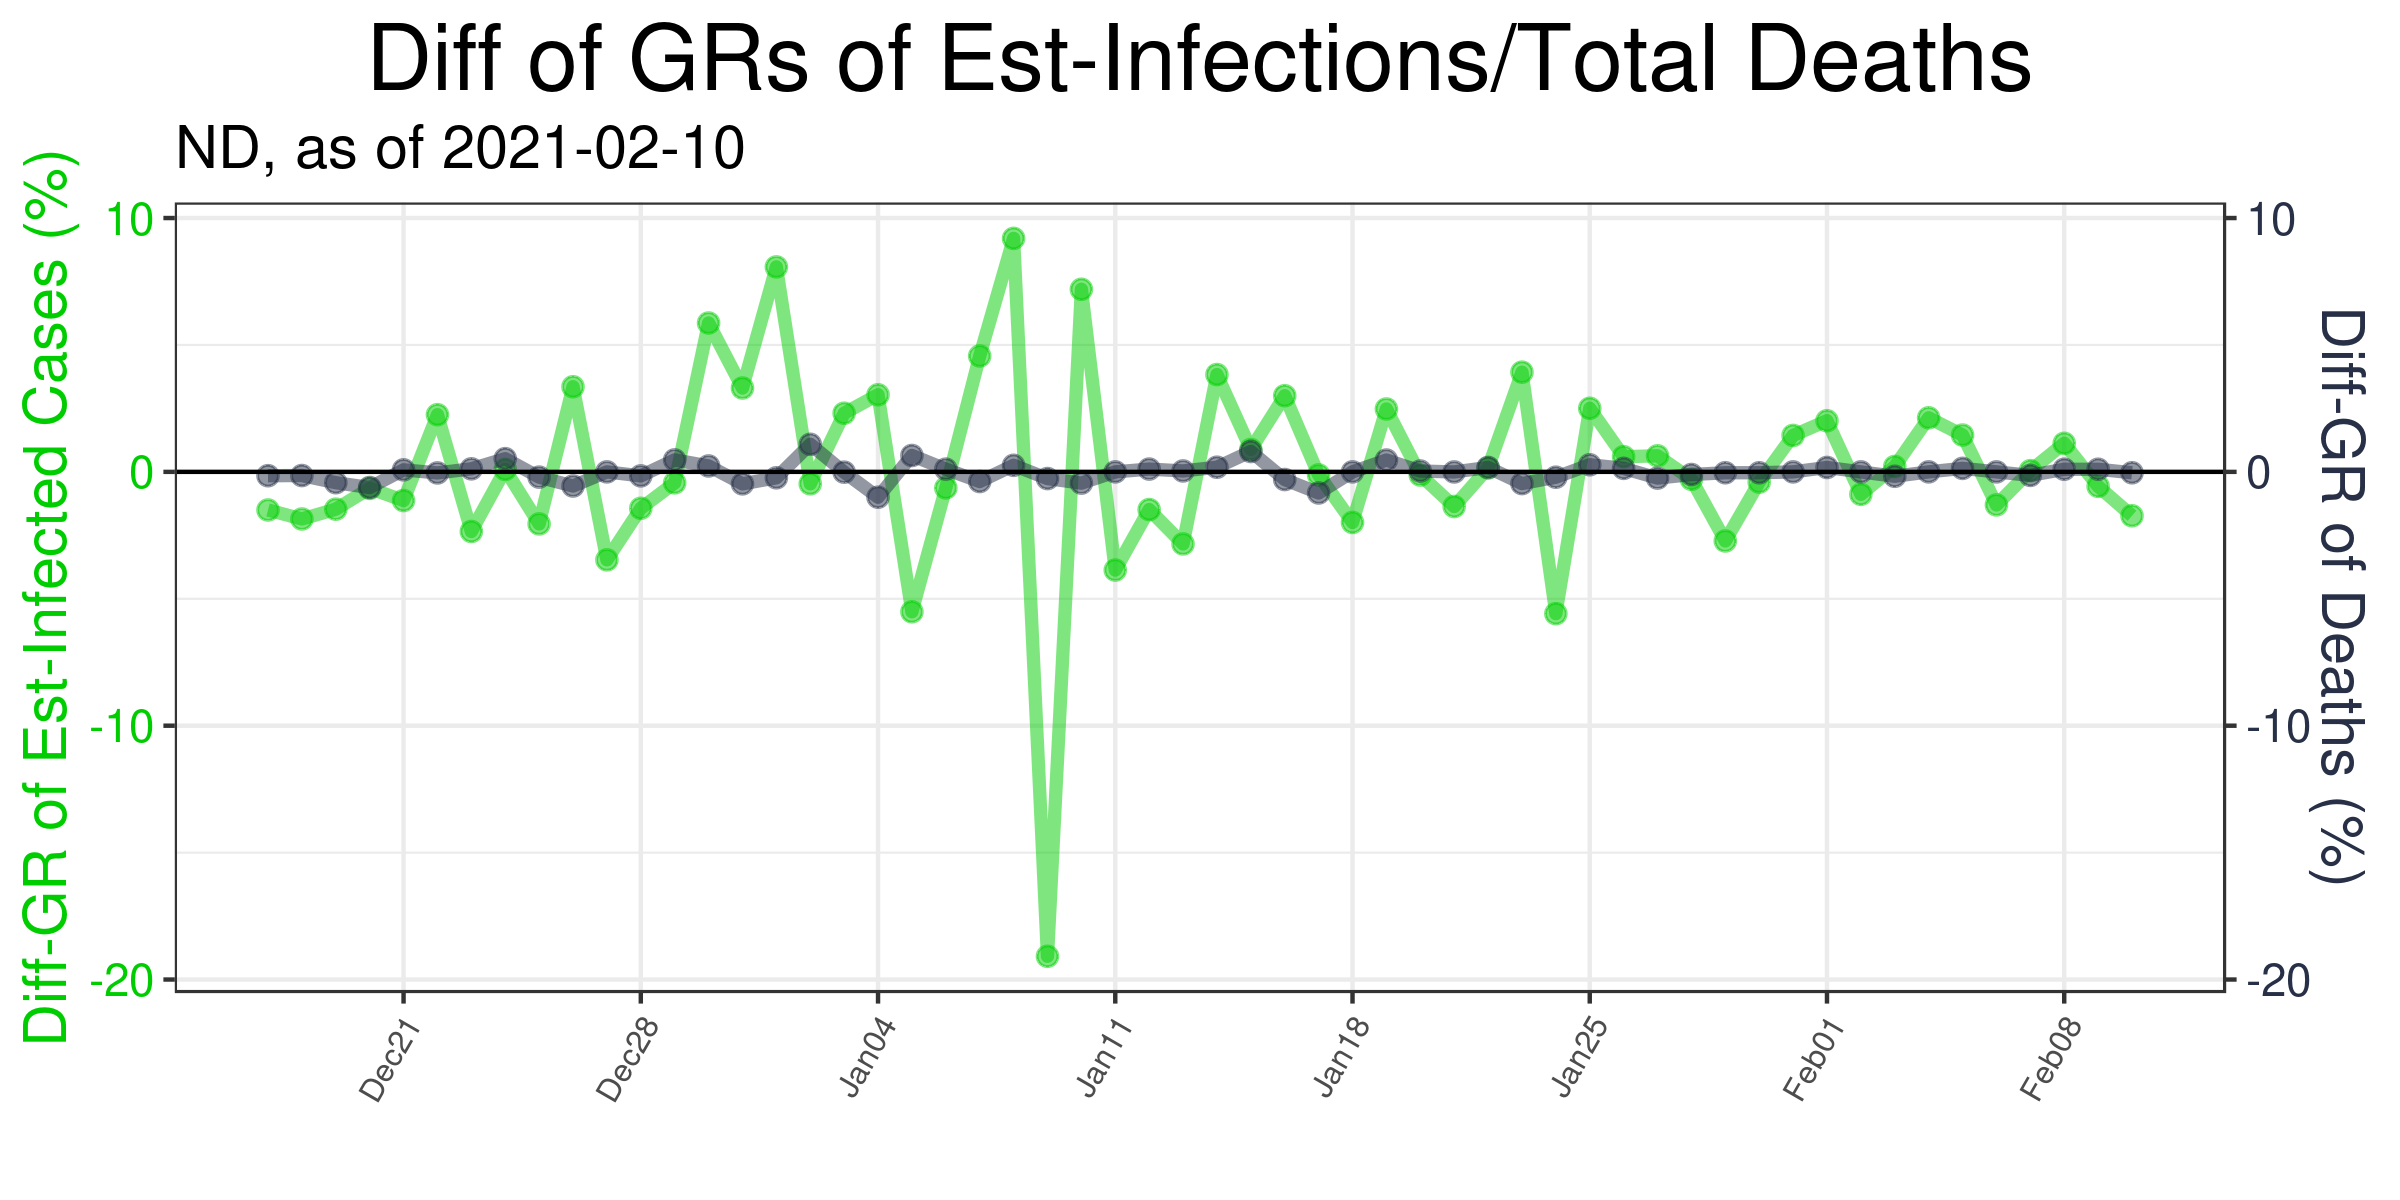 Diff of GRs of Est-Infections/Total Deaths
ND, as of 2021-02-10
Diff-GR of Est-Infected Cases (%)
10
0
-10
-20
10
0
-10
-20
Diff-GR of Deaths (%)
Dec21
Dec28
Jan04
Jan11
Jan18
Jan25
Feb01
Feb08